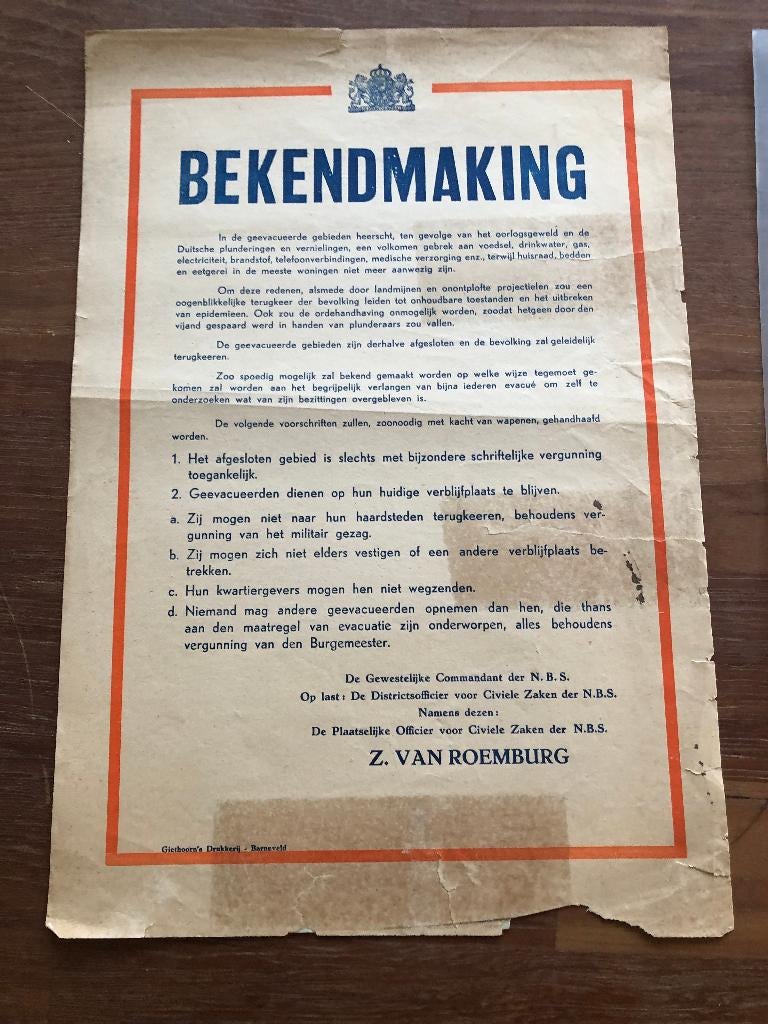 BEKENDMAKING
In de geevacueerde gebieden heerscht, ten gevolge van het oorlogsgeweld en de
Duitsche plunderingen en vernielingen, een volkomen gebrek aan voedsel, drinkwater, gas,
electriciteit, brandstof, telefoonverbindingen, medische verzorging enz., terwijl huisraad, bedden
en eetgerei in de meeste woningen niet meer aanwezig zijn.
Om deze redenen, alsmede door landmijnen en onontplofte projectielen zou een
oogenblikkelijke terugkeer der bevolking leiden tot onhoudbare toestanden en het uitbreken
van epidemieen. Ook zou de ordehandhaving onmogelijk worden, zoodat hetgeen door den
vijand gespaard werd in handen van plunderaars zou vallen.
De geevacueerde gebieden zijn derhalve afgesloten en de bevolking zal geleidelijk
terugkeeren.
Zoo spoedig mogelijk zal bekend gemaakt worden op welke wijze tegemoet ge-
komen zal worden aan het begrijpelijk verlangen van bijna iederen evacué om zelf te
onderzoeken wat van zijn bezittingen overgebleven is.
De volgende voorschriften zullen, zoonoodig met kacht van wapenen, gehandhaafd
worden.
1. Het afgesloten gebied is slechts met bijzondere schriftelijke vergunning
toegankelijk.
2. Geevacueerden dienen op hun huidige verblijfplaats te blijven.
a. Zij mogen niet naar hun haardsteden terugkeeren, behoudens ver-
gunning van het militair gezag.
b. Zij mogen zich niet elders vestigen of een andere verblijfplaats be-
trekken.
c. Hun kwartiergevers mogen hen niet wegzenden.
d. Niemand mag andere geevacueerden opnemen dan hen, die thans
aan den maatregel van evacuatie zijn onderworpen, alles behoudens
vergunning van den Burgemeester.
De Gewestelijke Commandant der N.B.S.
Op last: De Districtsofficier voor Civiele Zaken der N.B.S.
Namens dezen:
De Plaatselijke Officier voor Civiele Zaken der N.B.S.
Z. VAN ROEMBURG
Giethoorn's Drukkerij - Barneveld